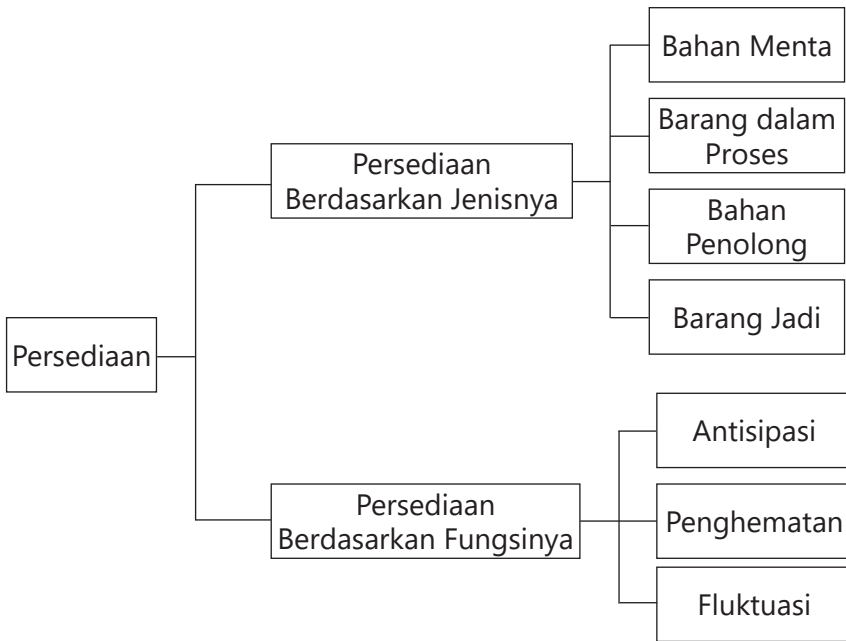 Persediaan
Persediaan
Berdasarkan Jenisnya
Bahan Menta
Barang dalam
Proses
Bahan
Penolong
Barang Jadi
Persediaan
Berdasarkan Fungsinya
Antisipasi
Penghematan
Fluktuasi